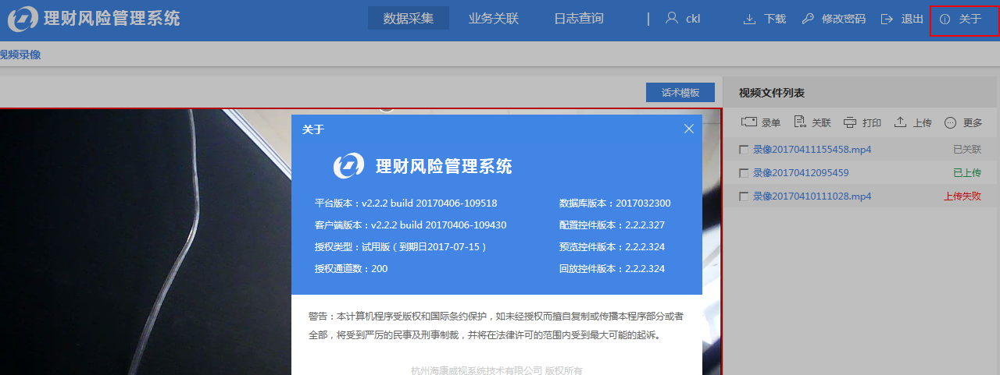 理财风险管理系统 数据采集 业务关联 日志查询 | ckl 下载 修改密码 退出 关于
视频录像
话术模板 视频文件列表
录单 关联 打印 上传 更多
录像20170411155458.mp4 已关联
录像20170412095459 已上传
录像20170410111028.mp4 上传失败
关于
理财风险管理系统
平台版本：v2.2.2 build 20170406-109518 数据库版本：2017032300
客户端版本：v2.2.2 build 20170406-109430 配置控件版本：2.2.2.327
授权类型：试用版（到期日2017-07-15） 预览控件版本：2.2.2.324
授权通道数：200 回放控件版本：2.2.2.324
警告：本计算机程序受版权和国际条约保护，如未经授权而擅自复制或传播本程序部分或者
全部，将受到严厉的民事及刑事制裁，并将在法律许可的范围内受到最大可能的起诉。
杭州海康威视系统技术有限公司 版权所有